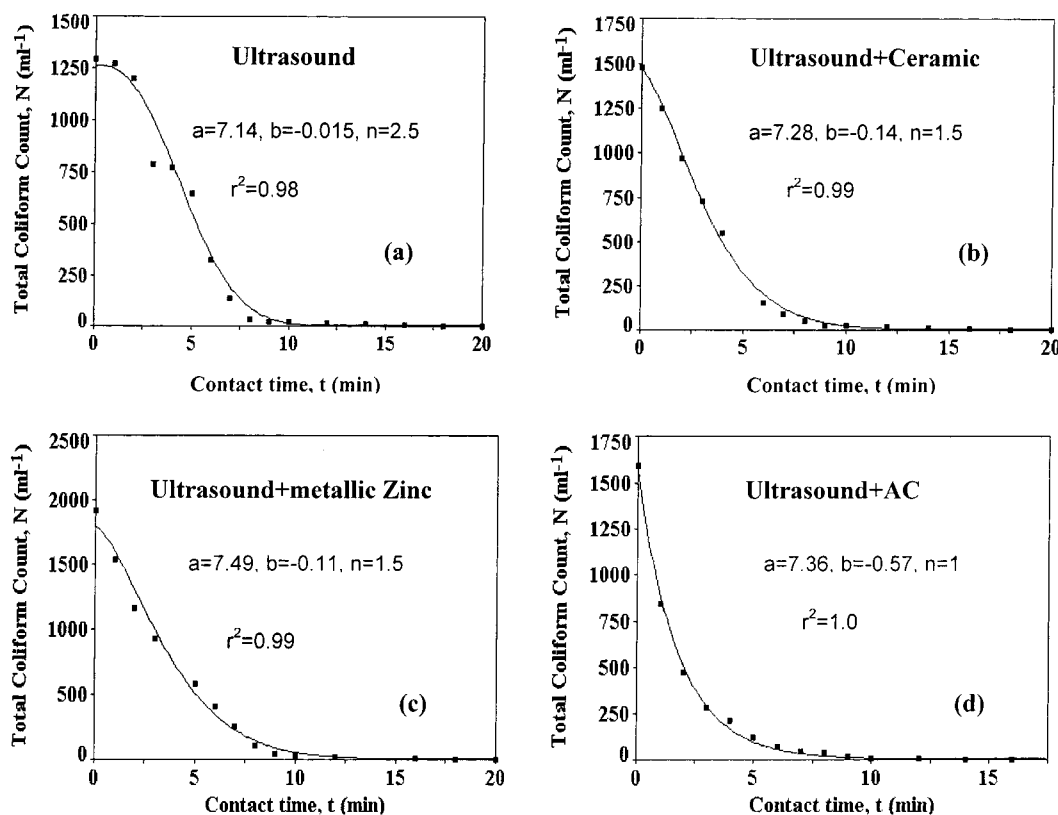 Ultrasound
a=7.14, b=-0.015, n=2.5
r²=0.98
(a)
Total Coliform Count, N (ml⁻¹)
1500
1250
1000
750
500
250
0
0 5 10 15 20
Contact time, t (min)
Ultrasound+Ceramic
a=7.28, b=-0.14, n=1.5
r²=0.99
(b)
Total Coliform Count, N (ml⁻¹)
1750
1500
1250
1000
750
500
250
0
0 5 10 15 20
Contact time, t (min)
Ultrasound+metallic Zinc
a=7.49, b=-0.11, n=1.5
r²=0.99
(c)
Total Coliform Count, N (ml⁻¹)
2500
2000
1500
1000
500
0
0 5 10 15 20
Contact time, t (min)
Ultrasound+AC
a=7.36, b=-0.57, n=1
r²=1.0
(d)
Total Coliform Count, N (ml⁻¹)
1750
1500
1250
1000
750
500
250
0
0 5 10 15
Contact time, t (min)